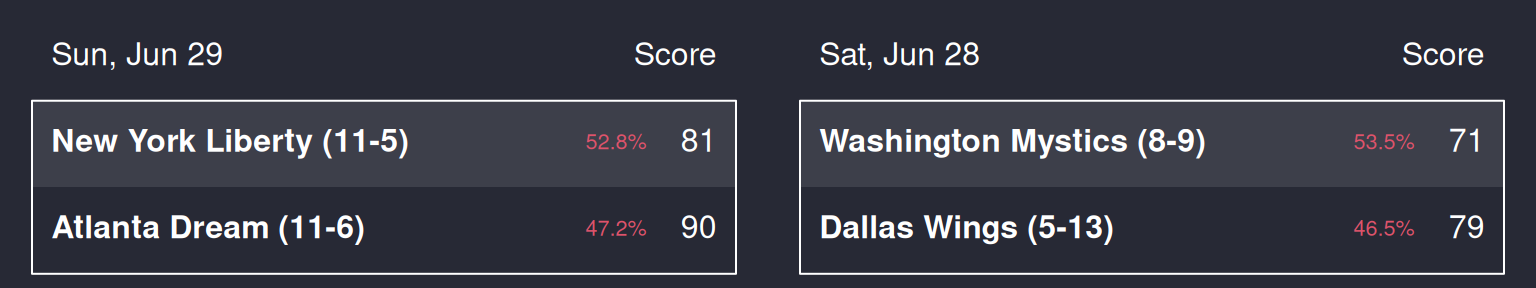 Sun, Jun 29 Score
New York Liberty (11-5) 52.8% 81
Atlanta Dream (11-6) 47.2% 90
Sat, Jun 28 Score
Washington Mystics (8-9) 53.5% 71
Dallas Wings (5-13) 46.5% 79